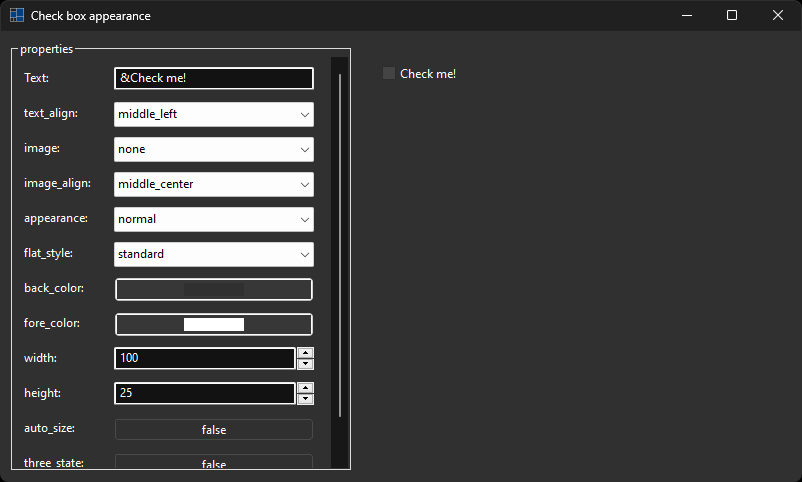 Check box appearance
properties
Text: &Check me!
text_align: middle_left
image: none
image_align: middle_center
appearance: normal
flat_style: standard
back_color:
fore_color:
width: 100
height: 25
auto_size: false
three_state: false
Check me!